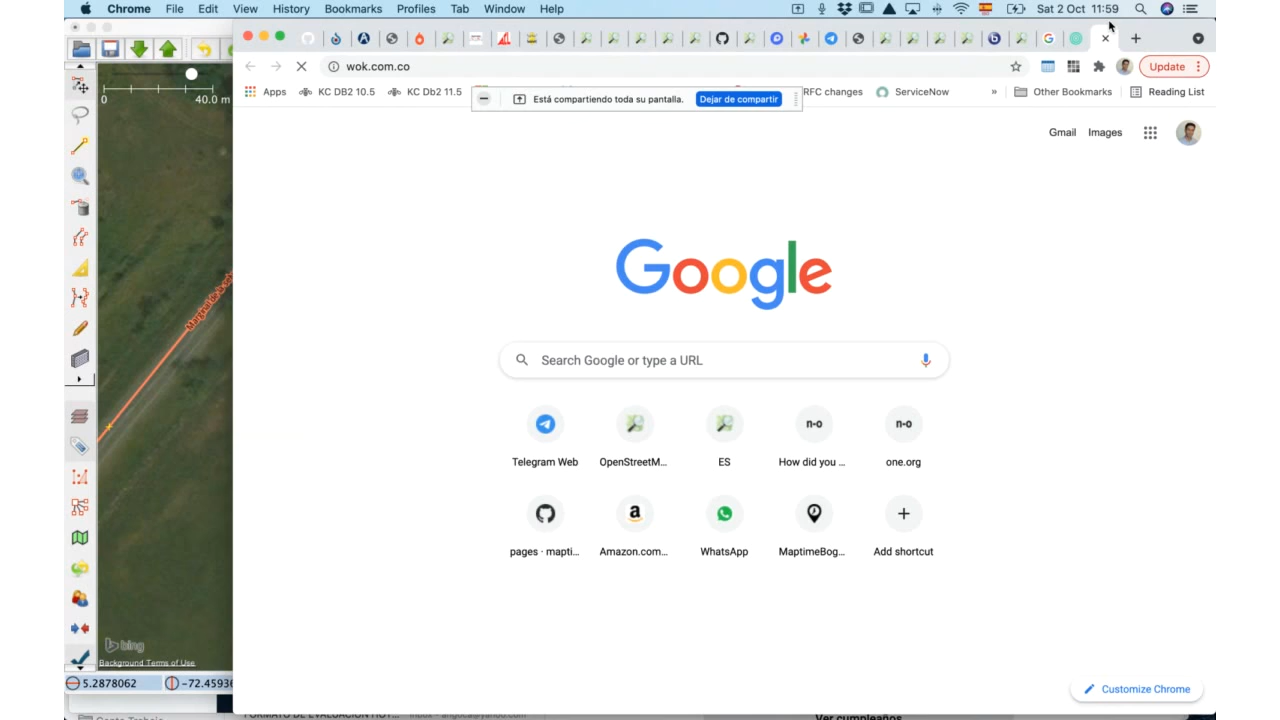 Chrome File Edit View History Bookmarks Profiles Tab Window Help Sat 2 Oct 11:59
wok.com.co Update
Apps KC DB2 10.5 KC Db2 11.5 Está compartiendo toda su pantalla. Dejar de compartir RFC changes ServiceNow » Other Bookmarks Reading List
0 40.0 m
Gmail Images
Google
Search Google or type a URL
Telegram Web OpenStreetM... ES How did you ... one.org
pages · mapti... Amazon.com... WhatsApp MaptimeBog... Add shortcut
bing
Background Terms of Use
5.2878062 -72.4593
Customize Chrome
Ver cumpleaños